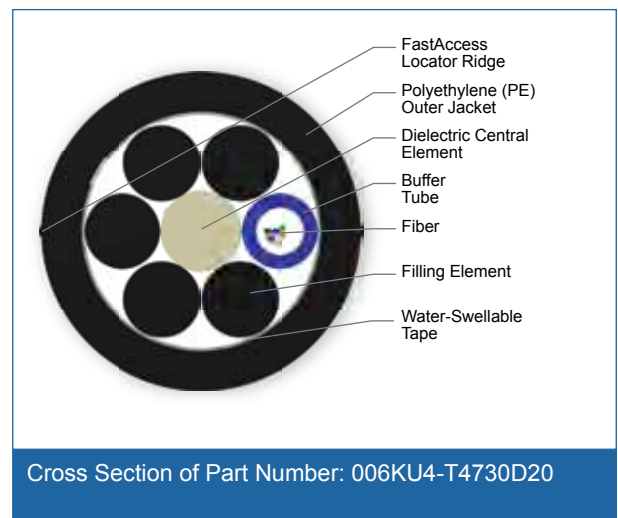 FastAccess
Locator Ridge
Polyethylene (PE)
Outer Jacket
Dielectric Central
Element
Buffer
Tube
Fiber
Filling Element
Water-Swellable
Tape
Cross Section of Part Number: 006KU4-T4730D20